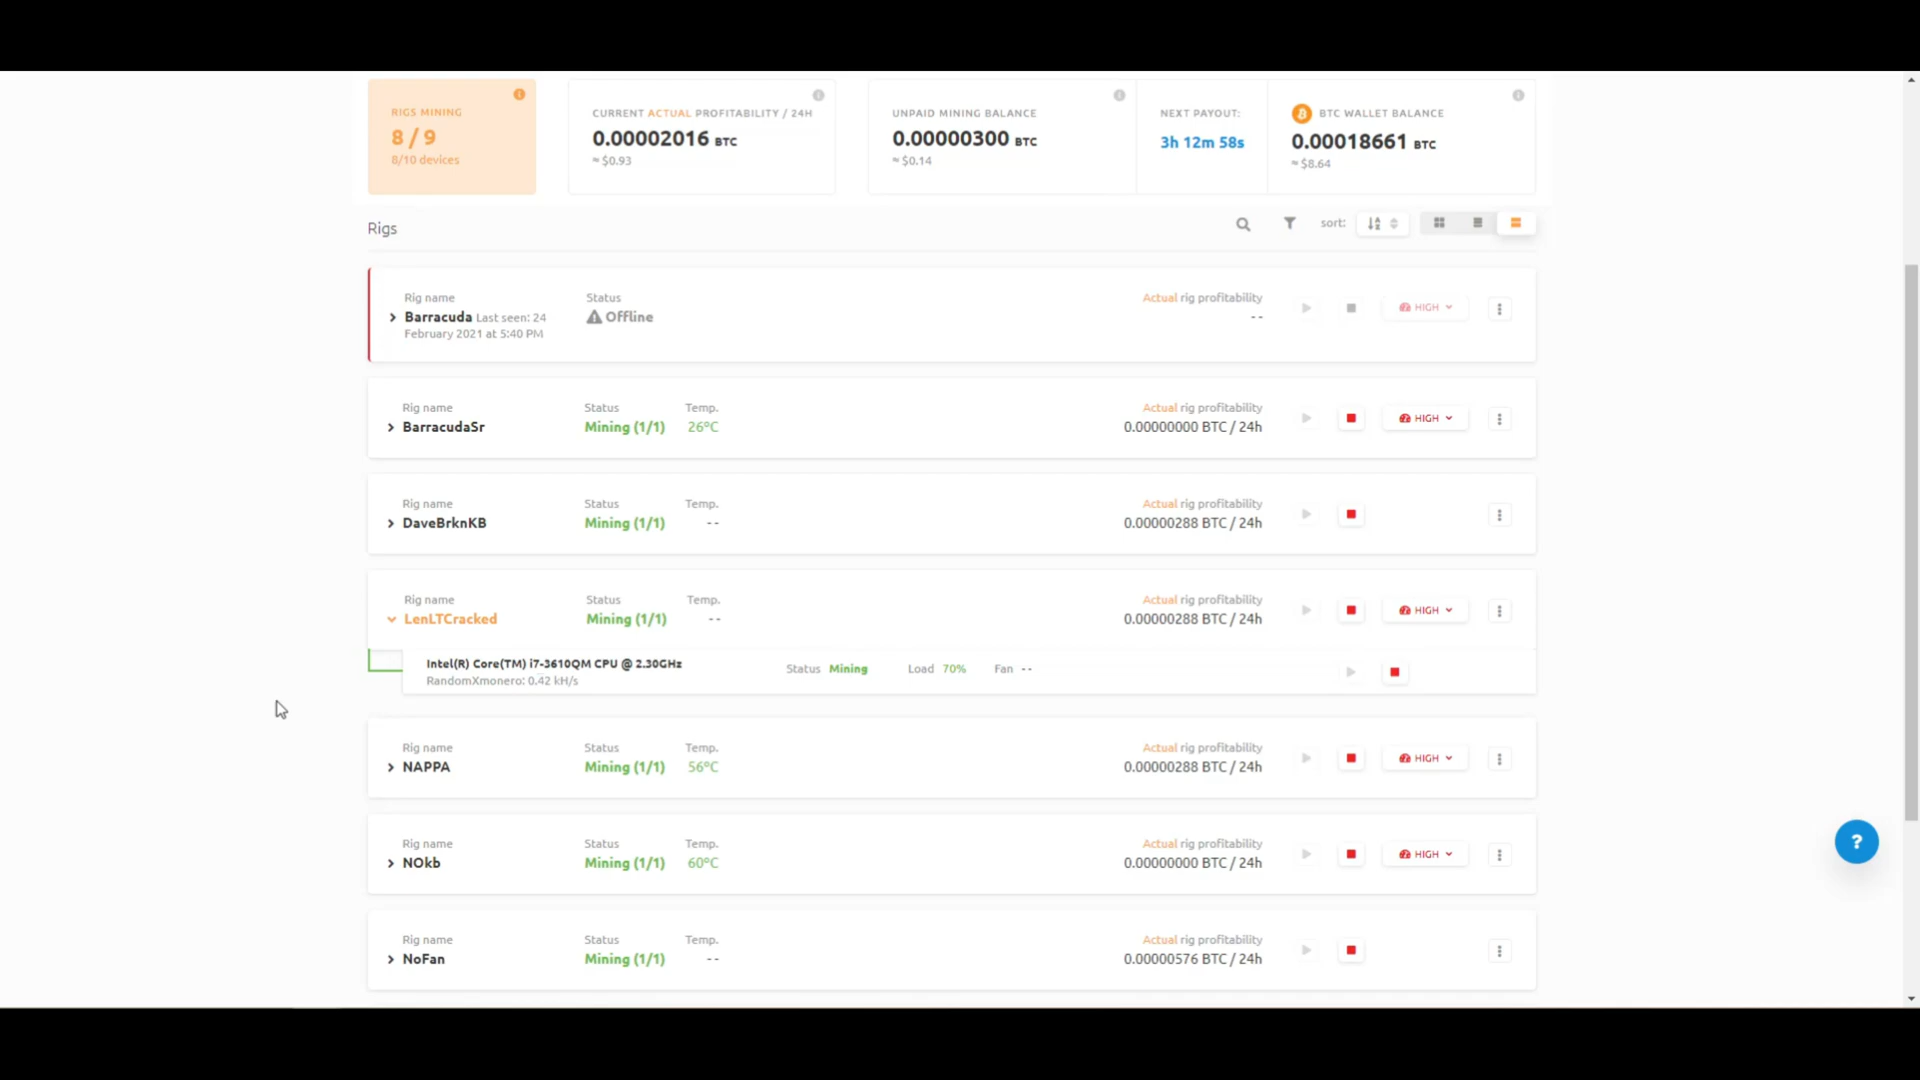 RIGS MINING
8 / 9
8/10 devices
CURRENT ACTUAL PROFITABILITY / 24H
0.00002016 BTC
≈ $0.93
UNPAID MINING BALANCE
0.00000300 BTC
≈ $0.14
NEXT PAYOUT:
3h 12m 58s
BTC WALLET BALANCE
0.00018661 BTC
≈ $8.64
Rigs
sort:
Rig name Status Actual rig profitability
Barracuda Last seen: 24 Offline -- HIGH
February 2021 at 5:40 PM
Rig name Status Temp. Actual rig profitability
BarracudaSr Mining (1/1) 26°C 0.00000000 BTC / 24h HIGH
Rig name Status Temp. Actual rig profitability
DaveBrknKB Mining (1/1) -- 0.00000288 BTC / 24h
Rig name Status Temp. Actual rig profitability
LenLTCracked Mining (1/1) -- 0.00000288 BTC / 24h HIGH
Intel(R) Core(TM) i7-3610QM CPU @ 2.30GHz Status Mining Load 70% Fan --
RandomXmonero: 0.42 kH/s
Rig name Status Temp. Actual rig profitability
NAPPA Mining (1/1) 56°C 0.00000288 BTC / 24h HIGH
Rig name Status Temp. Actual rig profitability
NOkb Mining (1/1) 60°C 0.00000000 BTC / 24h HIGH
Rig name Status Temp. Actual rig profitability
NoFan Mining (1/1) -- 0.00000576 BTC / 24h
?